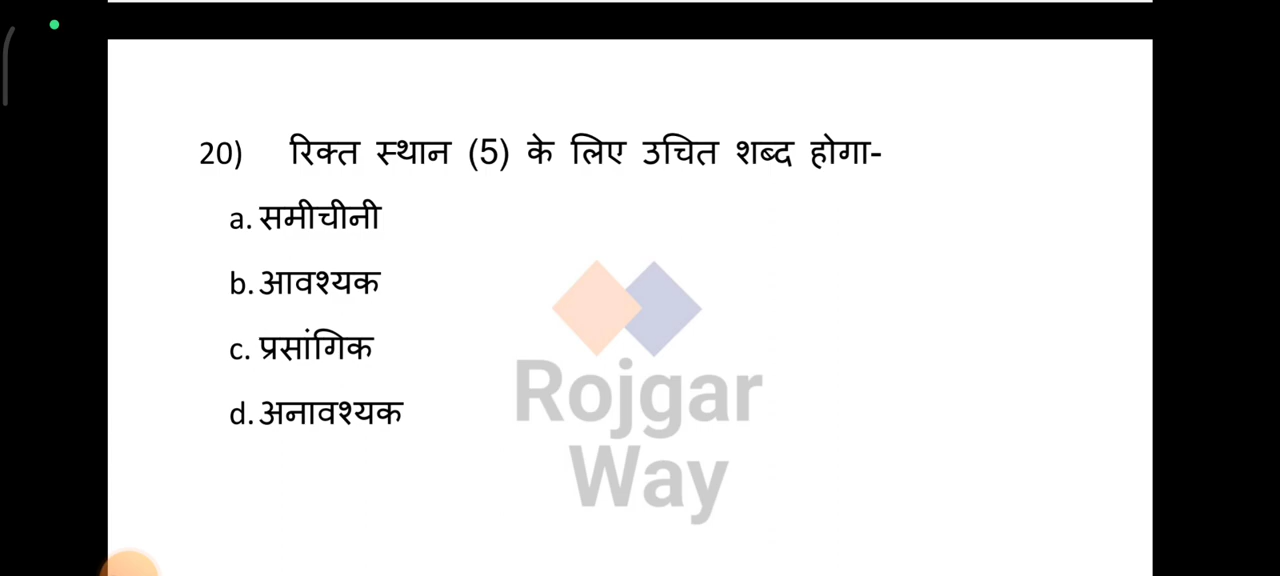 20) रिक्त स्थान (5) के लिए उचित शब्द होगा-
a. समीचीनी
b. आवश्यक
c. प्रसांगिक
d. अनावश्यक
Rojgar
Way